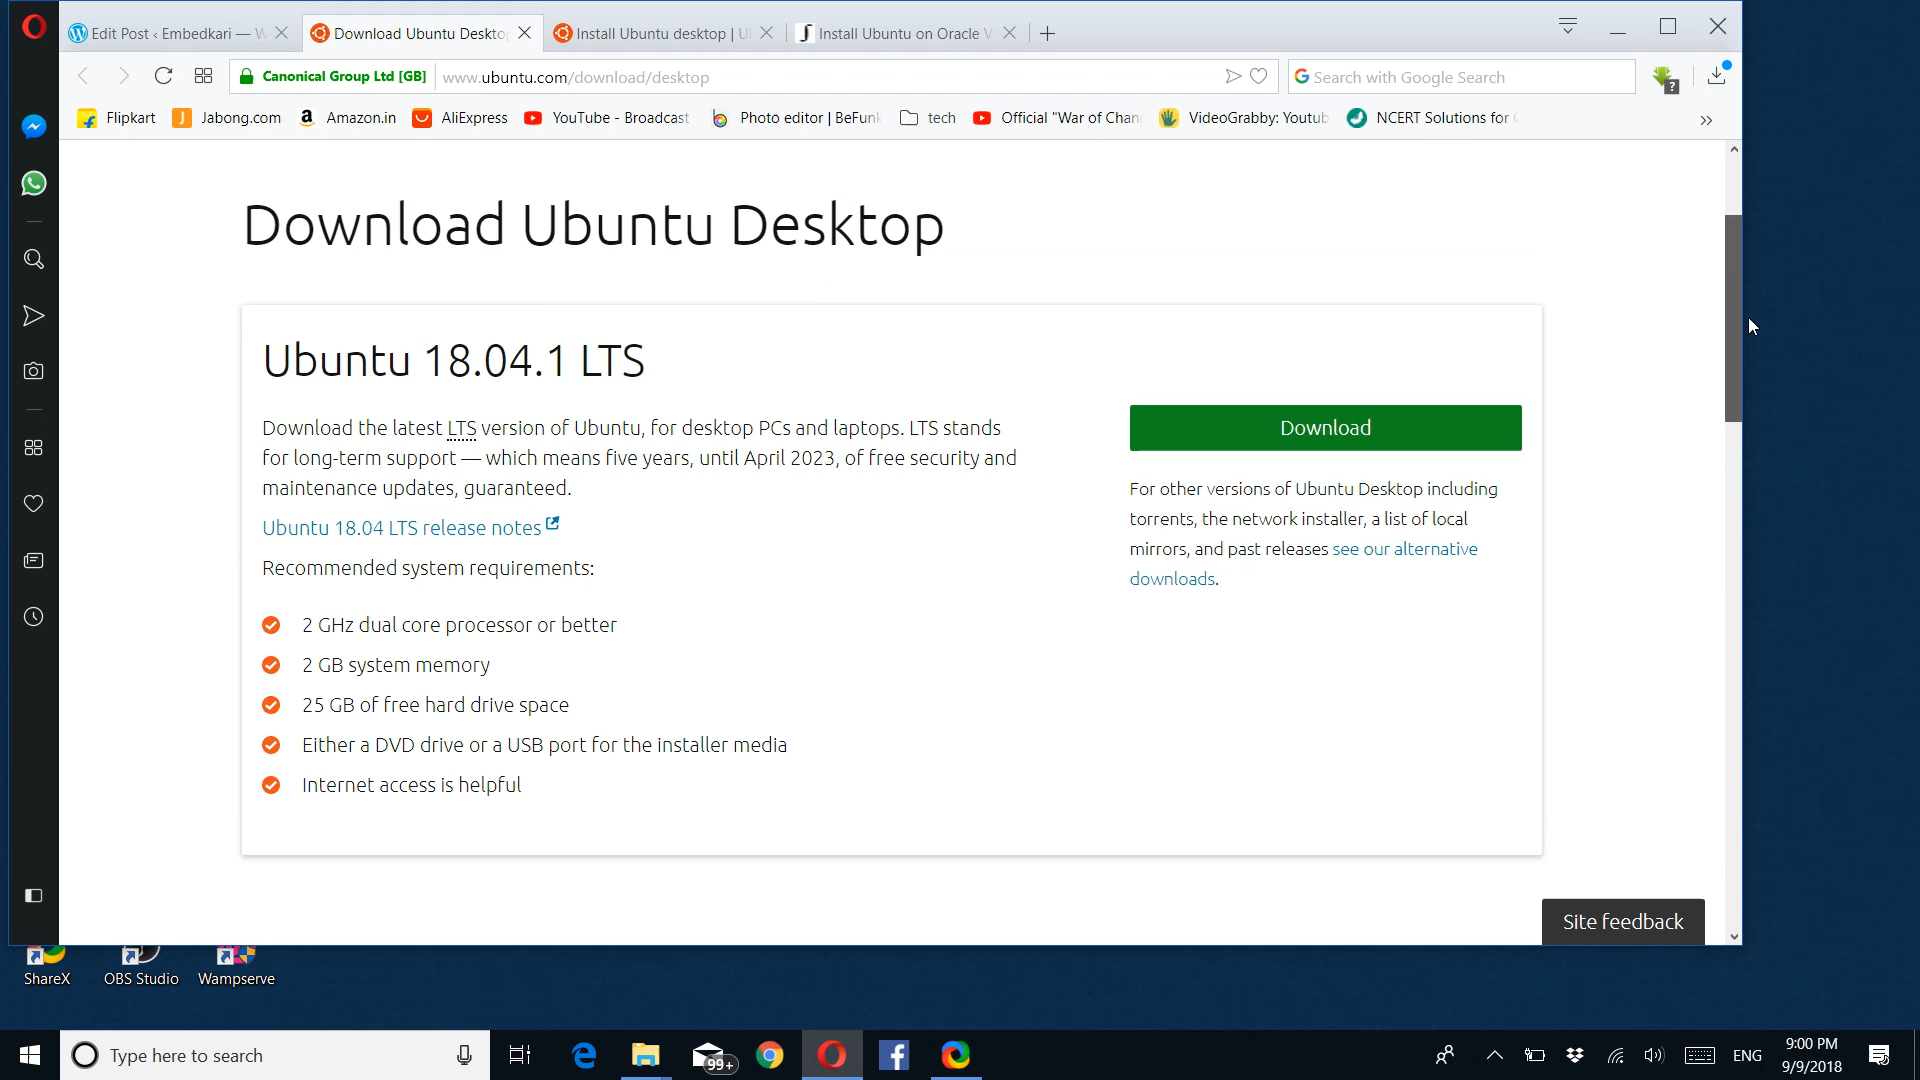 Edit Post ‹ Embedkari — W
Download Ubuntu Deskto
Install Ubuntu desktop | U
Install Ubuntu on Oracle V
Canonical Group Ltd [GB]
www.ubuntu.com/download/desktop
Search with Google Search
Flipkart
Jabong.com
Amazon.in
AliExpress
YouTube - Broadcast
Photo editor | BeFunk
tech
Official "War of Chan
VideoGrabby: Youtub
NCERT Solutions for
Download Ubuntu Desktop
Ubuntu 18.04.1 LTS
Download the latest LTS version of Ubuntu, for desktop PCs and laptops. LTS stands
for long-term support — which means five years, until April 2023, of free security and
maintenance updates, guaranteed.
Ubuntu 18.04 LTS release notes
Recommended system requirements:
2 GHz dual core processor or better
2 GB system memory
25 GB of free hard drive space
Either a DVD drive or a USB port for the installer media
Internet access is helpful
Download
For other versions of Ubuntu Desktop including
torrents, the network installer, a list of local
mirrors, and past releases see our alternative
downloads.
Site feedback
ShareX
OBS Studio
Wampserve
Type here to search
99+
ENG
9:00 PM
9/9/2018